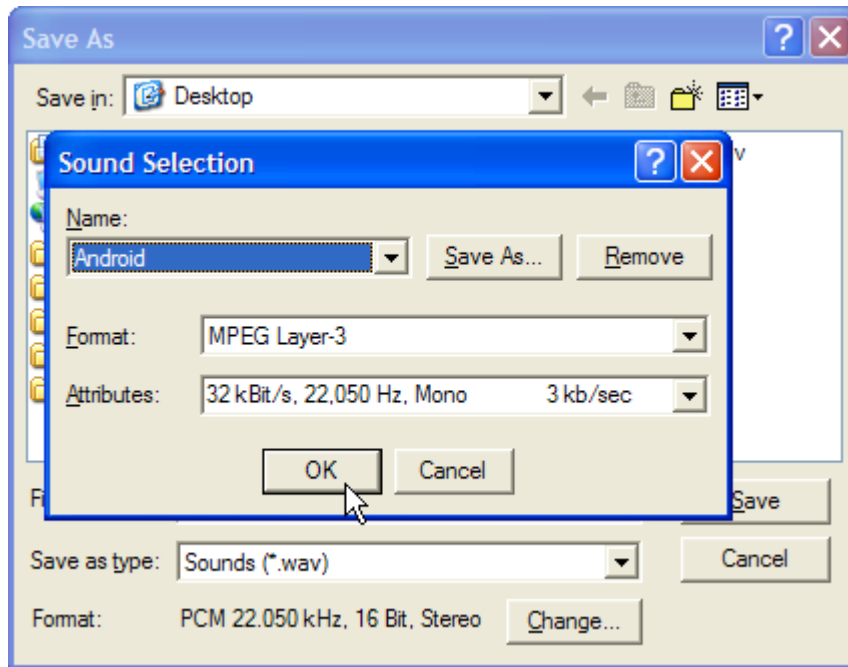 Save As
Save in: Desktop
v
Sound Selection
Name:
Android Save As... Remove
Format: MPEG Layer-3
Attributes: 32 kBit/s, 22,050 Hz, Mono 3 kb/sec
OK Cancel
Save
Save as type: Sounds (*.wav) Cancel
Format: PCM 22.050 kHz, 16 Bit, Stereo Change...